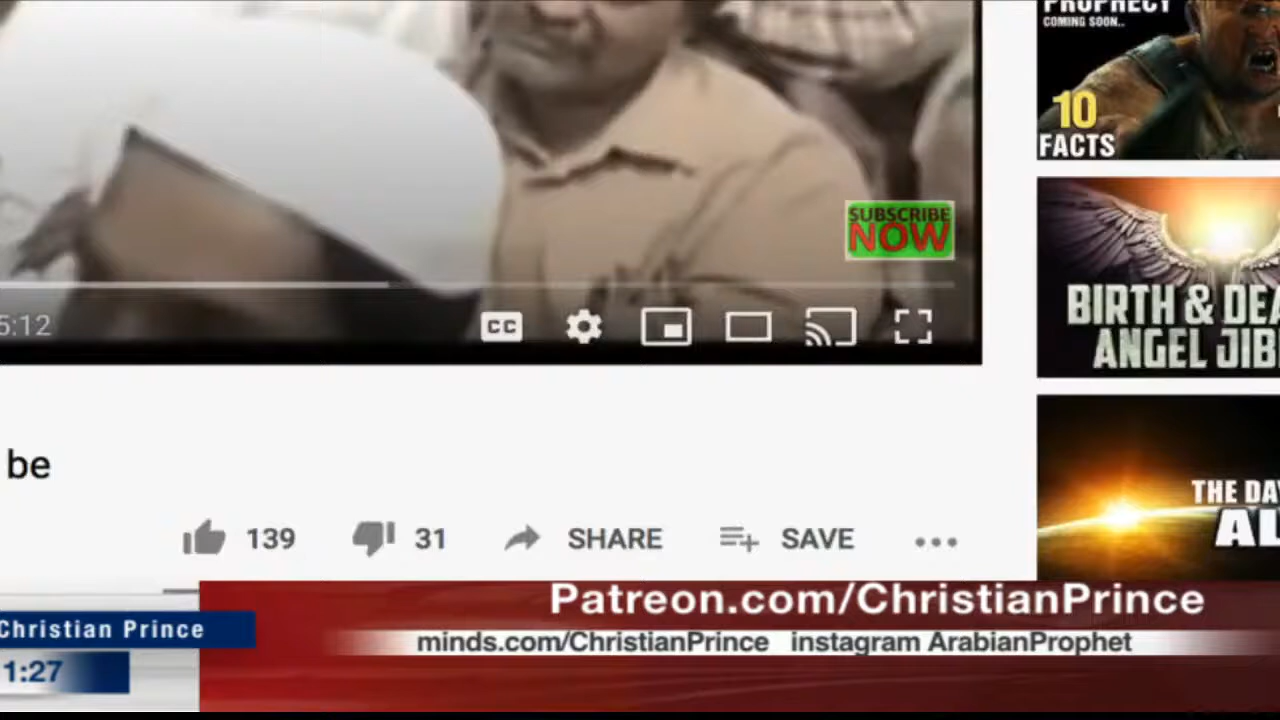 PROPHECY
COMING SOON..
10
FACTS
SUBSCRIBE
NOW
BIRTH & DEA
ANGEL JIB
5:12
CC
be
THE DAY
AL
139
31
SHARE
SAVE
Patreon.com/ChristianPrince
Christian Prince
minds.com/ChristianPrince instagram ArabianProphet
1:27